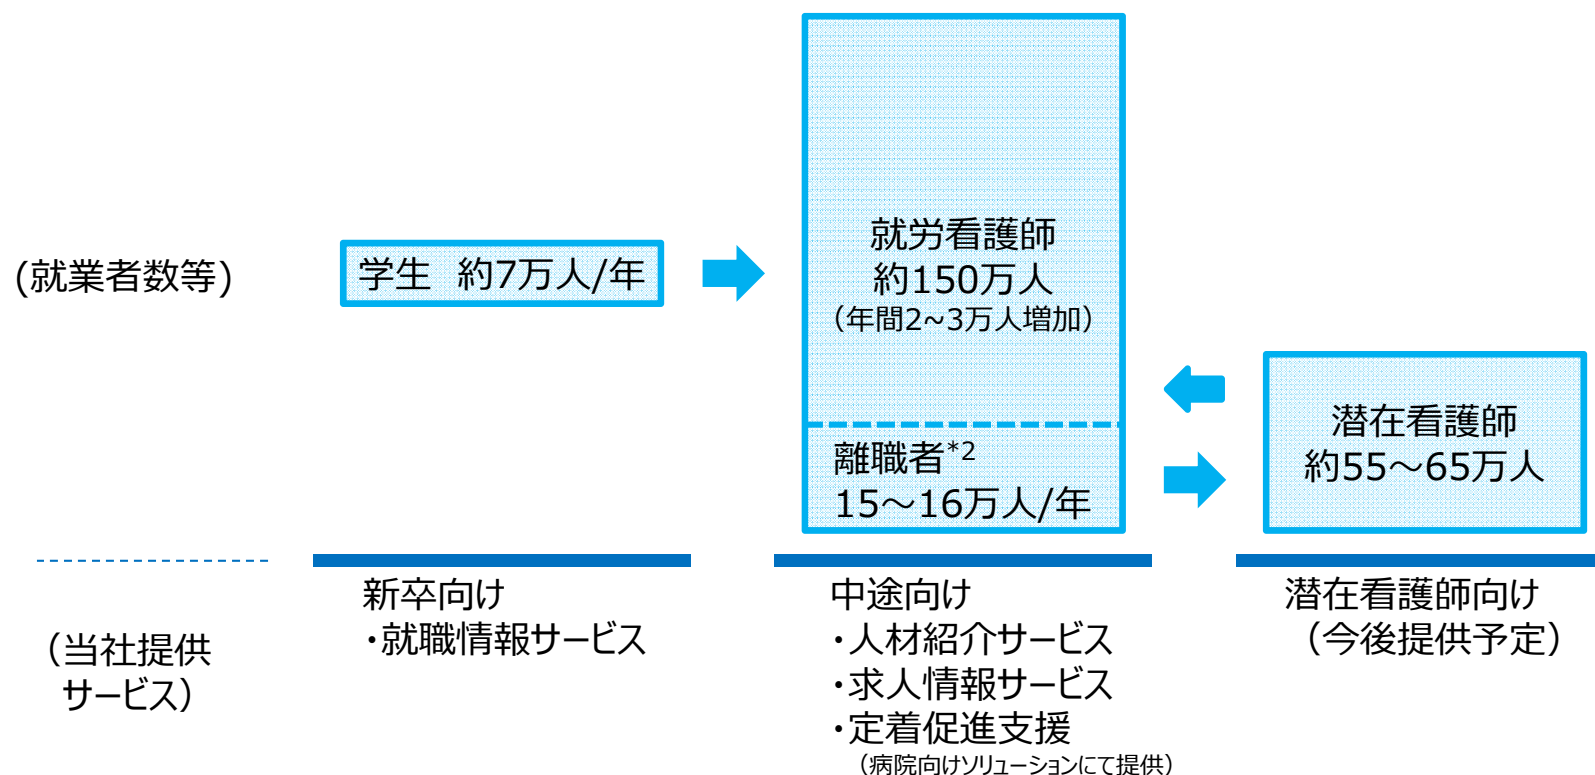 (就業者数等)
学生 約7万人/年
就労看護師
約150万人
（年間2~3万人増加）
離職者*2
15～16万人/年
潜在看護師
約55～65万人
（当社提供
サービス）
新卒向け
・就職情報サービス
中途向け
・人材紹介サービス
・求人情報サービス
・定着促進支援
（病院向けソリューションにて提供）
潜在看護師向け
（今後提供予定）